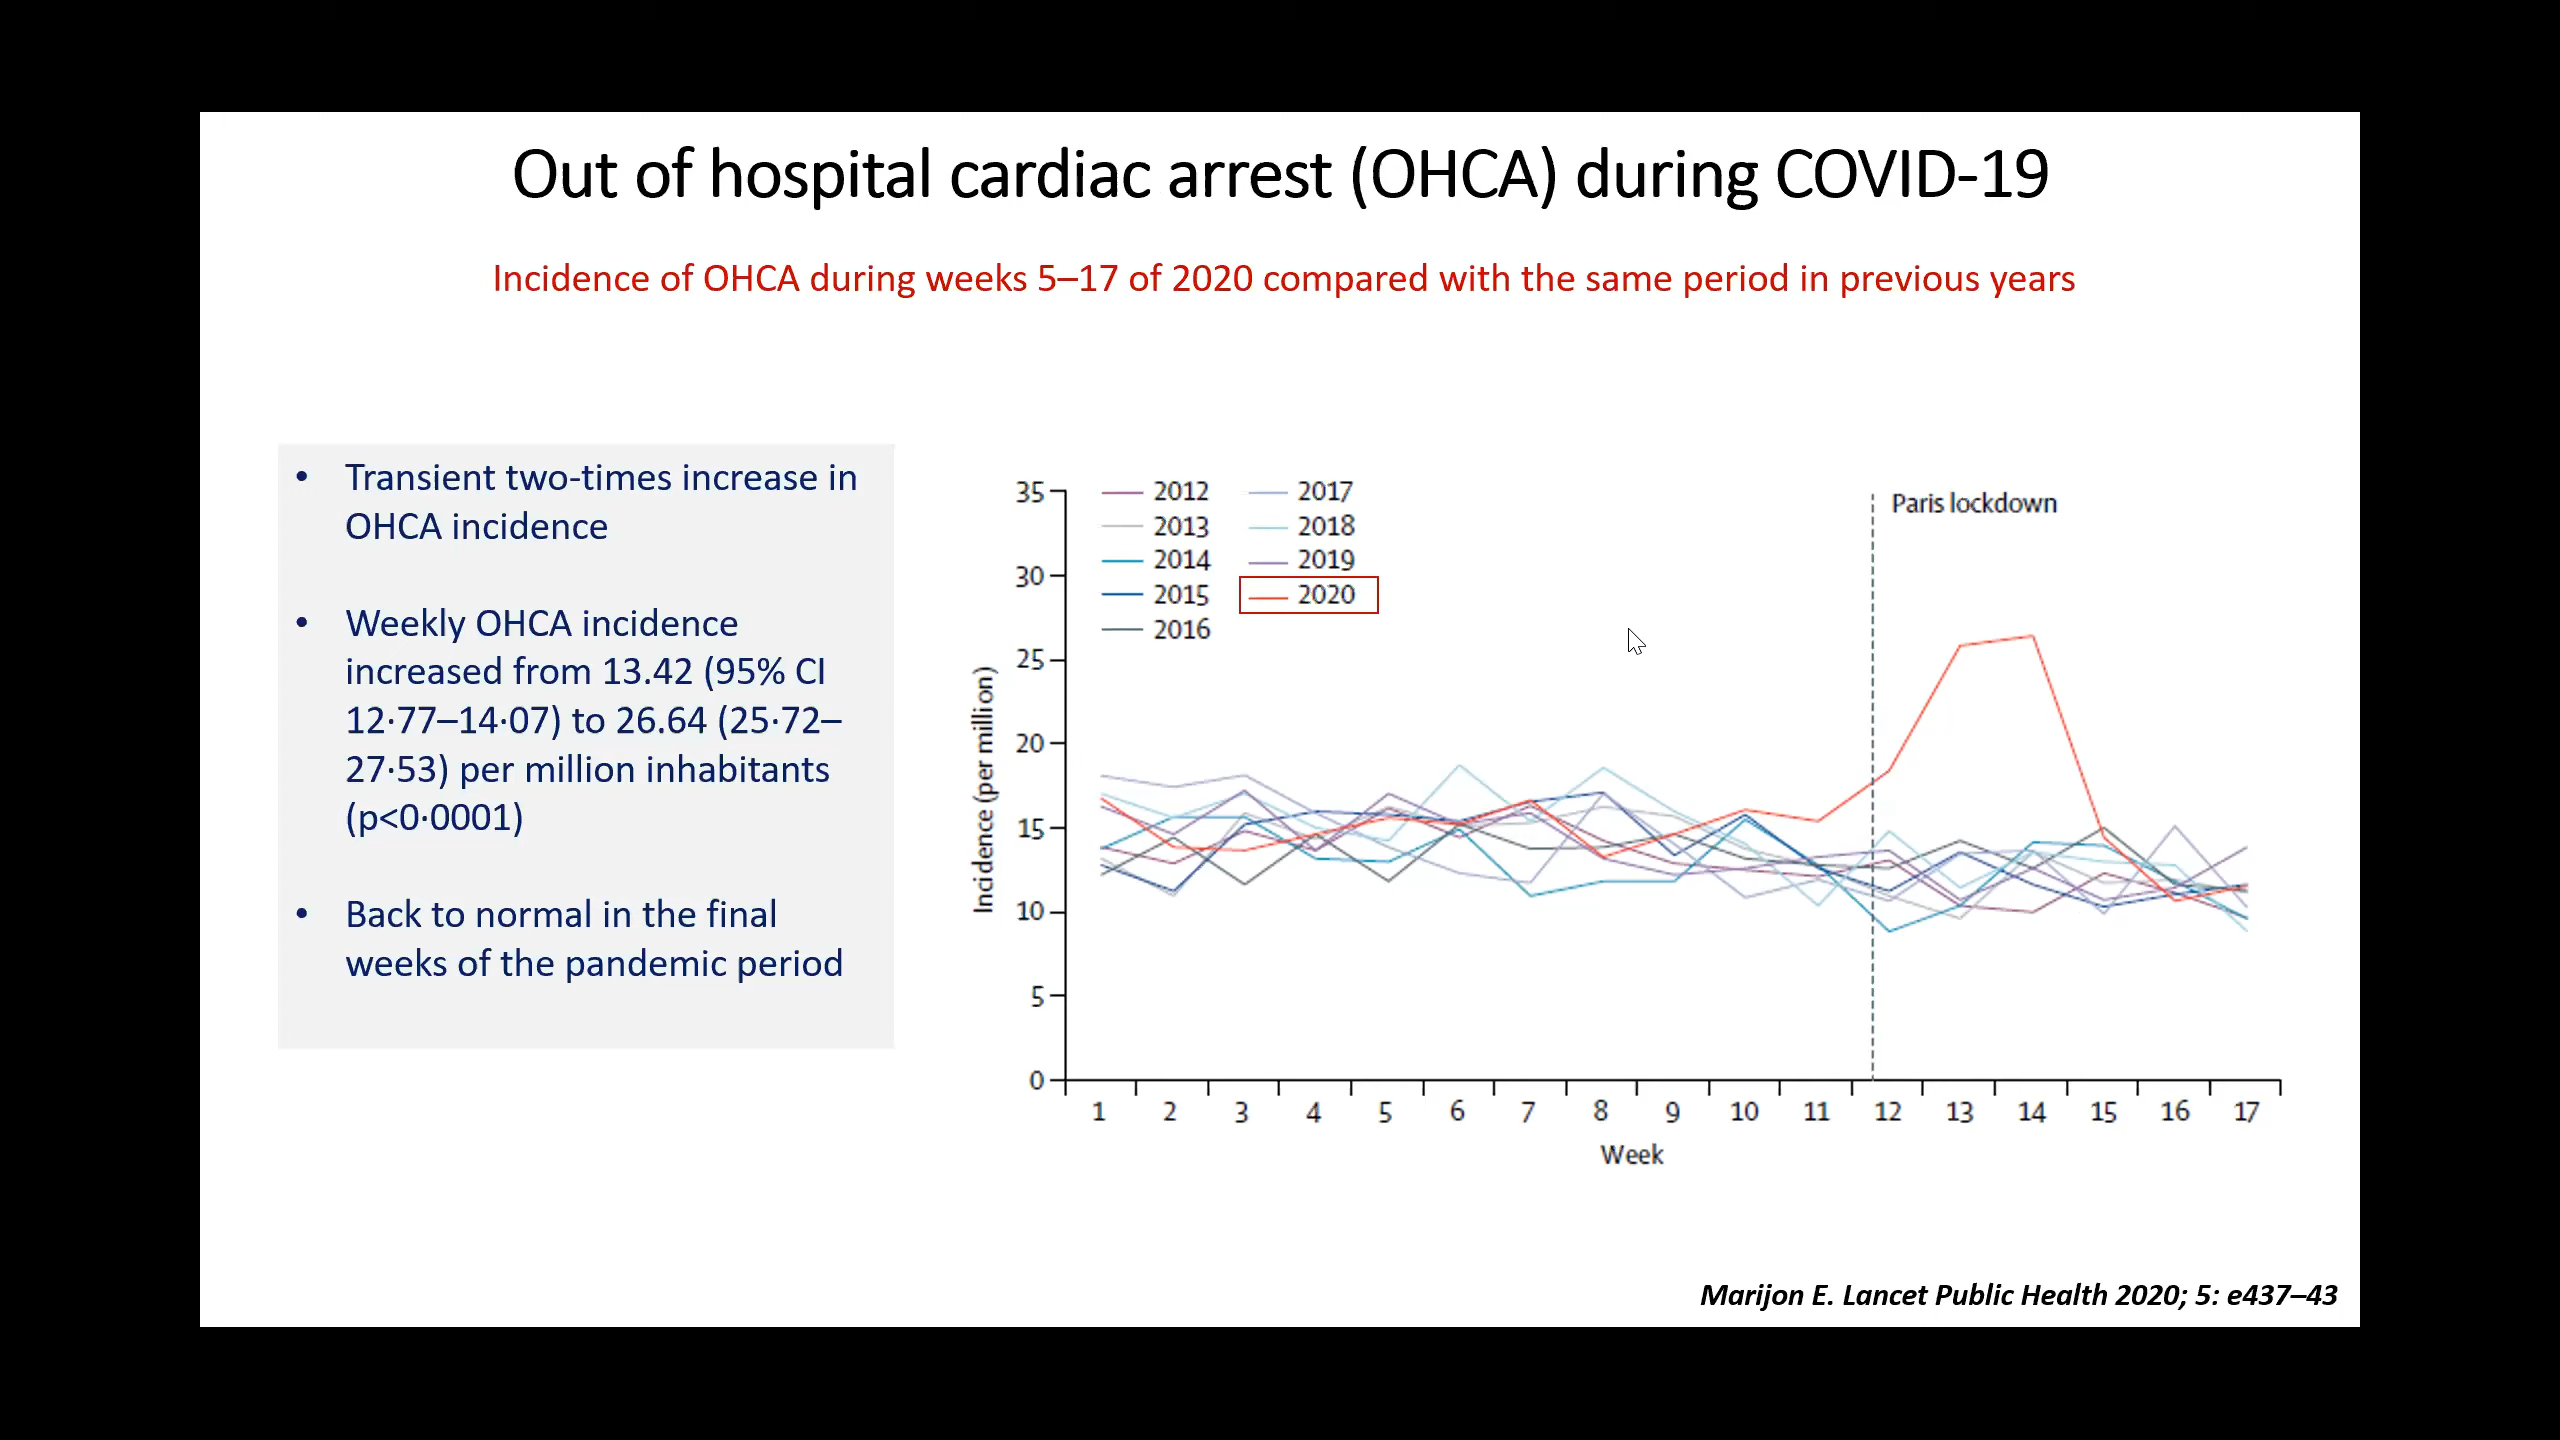 Out of hospital cardiac arrest (OHCA) during COVID-19
Incidence of OHCA during weeks 5–17 of 2020 compared with the same period in previous years
• Transient two-times increase in
OHCA incidence
• Weekly OHCA incidence
increased from 13.42 (95% CI
12·77–14·07) to 26.64 (25·72–
27·53) per million inhabitants
(p<0·0001)
• Back to normal in the final
weeks of the pandemic period
2012
2013
2014
2015
2016
2017
2018
2019
2020
Paris lockdown
Incidence (per million)
35
30
25
20
15
10
5
0
1 2 3 4 5 6 7 8 9 10 11 12 13 14 15 16 17
Week
Marijon E. Lancet Public Health 2020; 5: e437–43